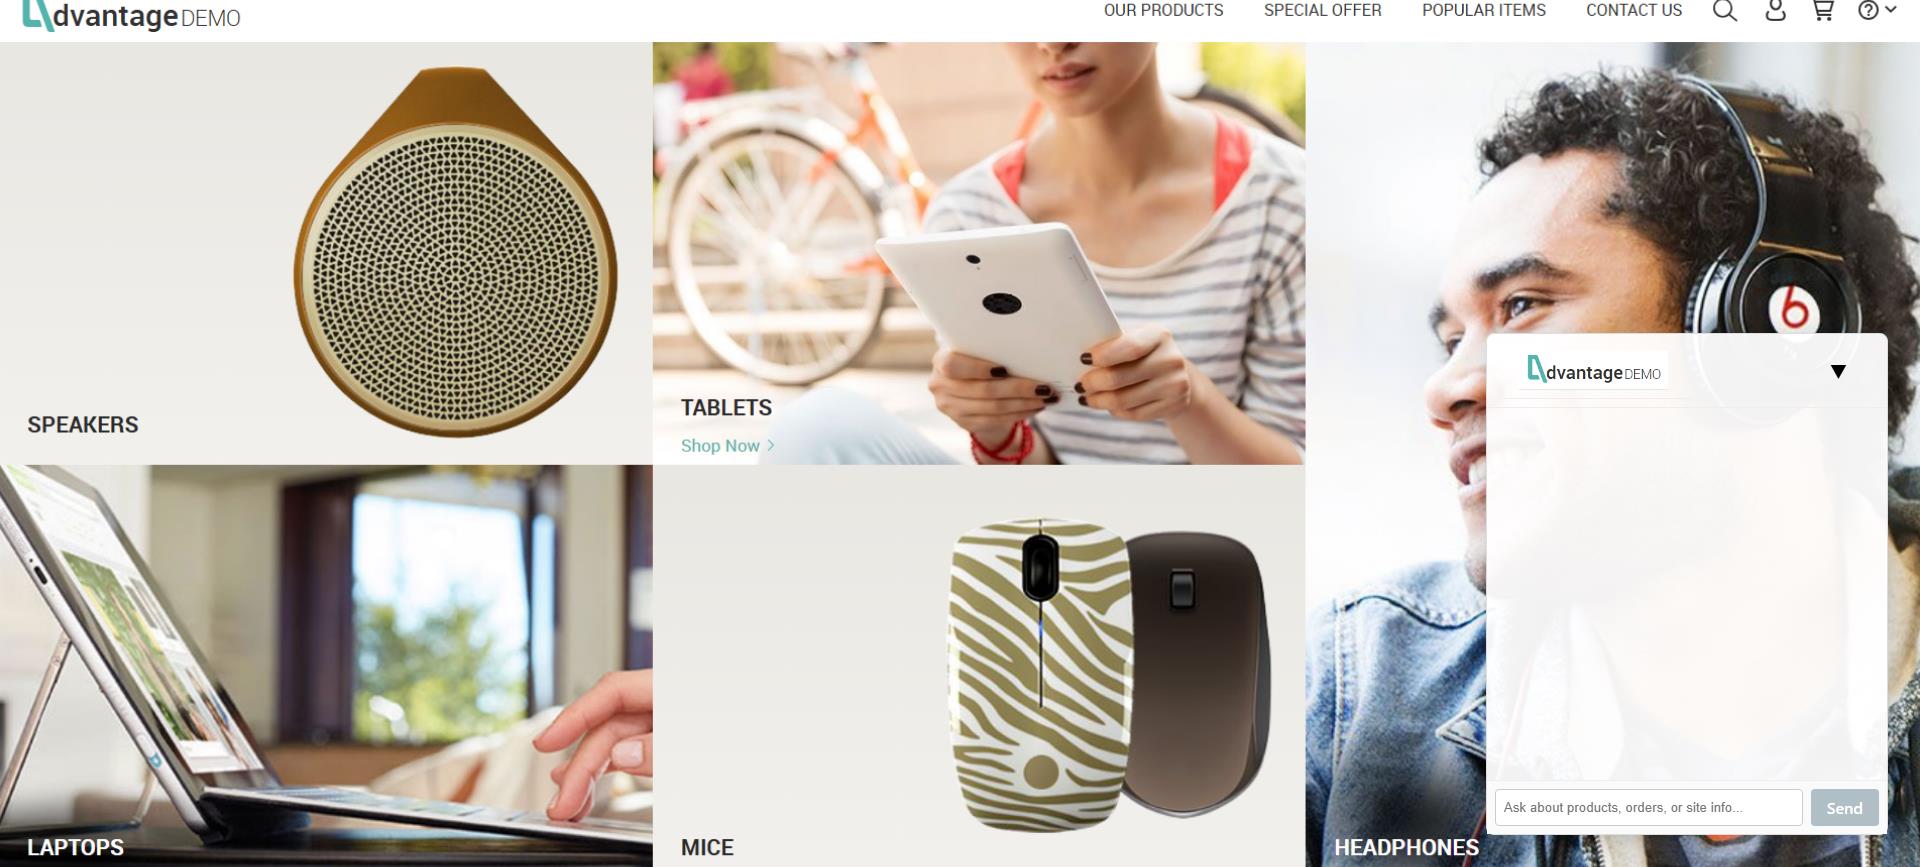 dvantage DEMO
OUR PRODUCTS
SPECIAL OFFER
POPULAR ITEMS
CONTACT US
SPEAKERS
TABLETS
Shop Now >
LAPTOPS
MICE
HEADPHONES
b
dvantage DEMO
Ask about products, orders, or site info...
Send